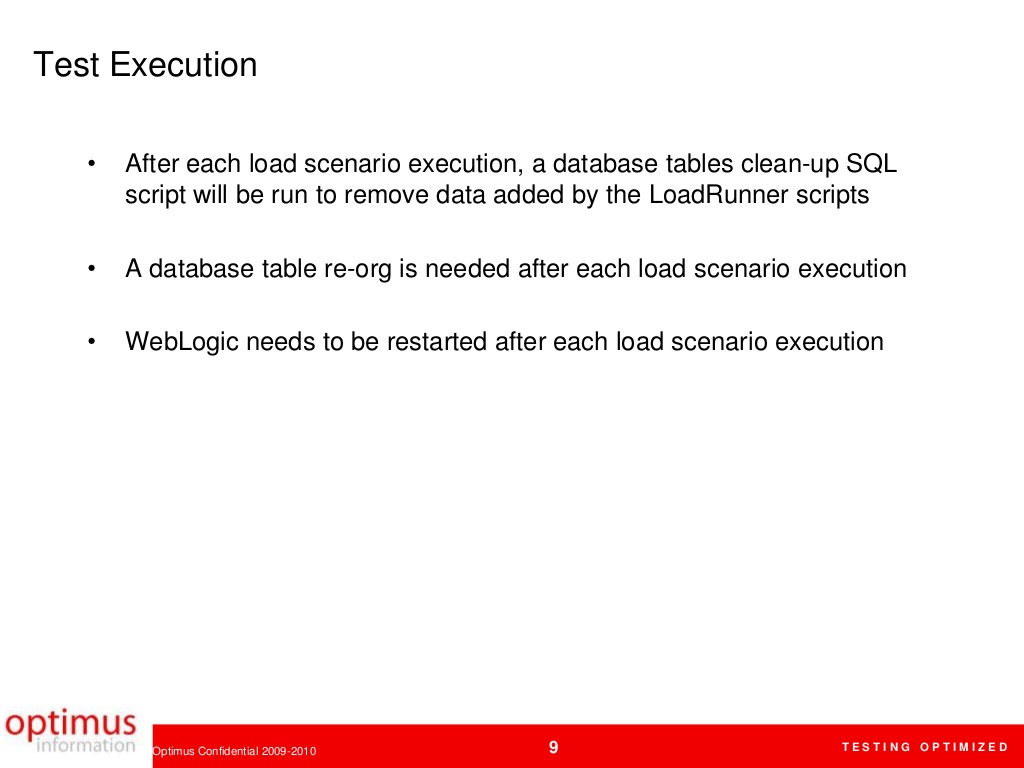 Test Execution
• After each load scenario execution, a database tables clean-up SQL
script will be run to remove data added by the LoadRunner scripts
• A database table re-org is needed after each load scenario execution
• WebLogic needs to be restarted after each load scenario execution
optimus
information
Optimus Confidential 2009-2010
9
TESTING OPTIMIZED